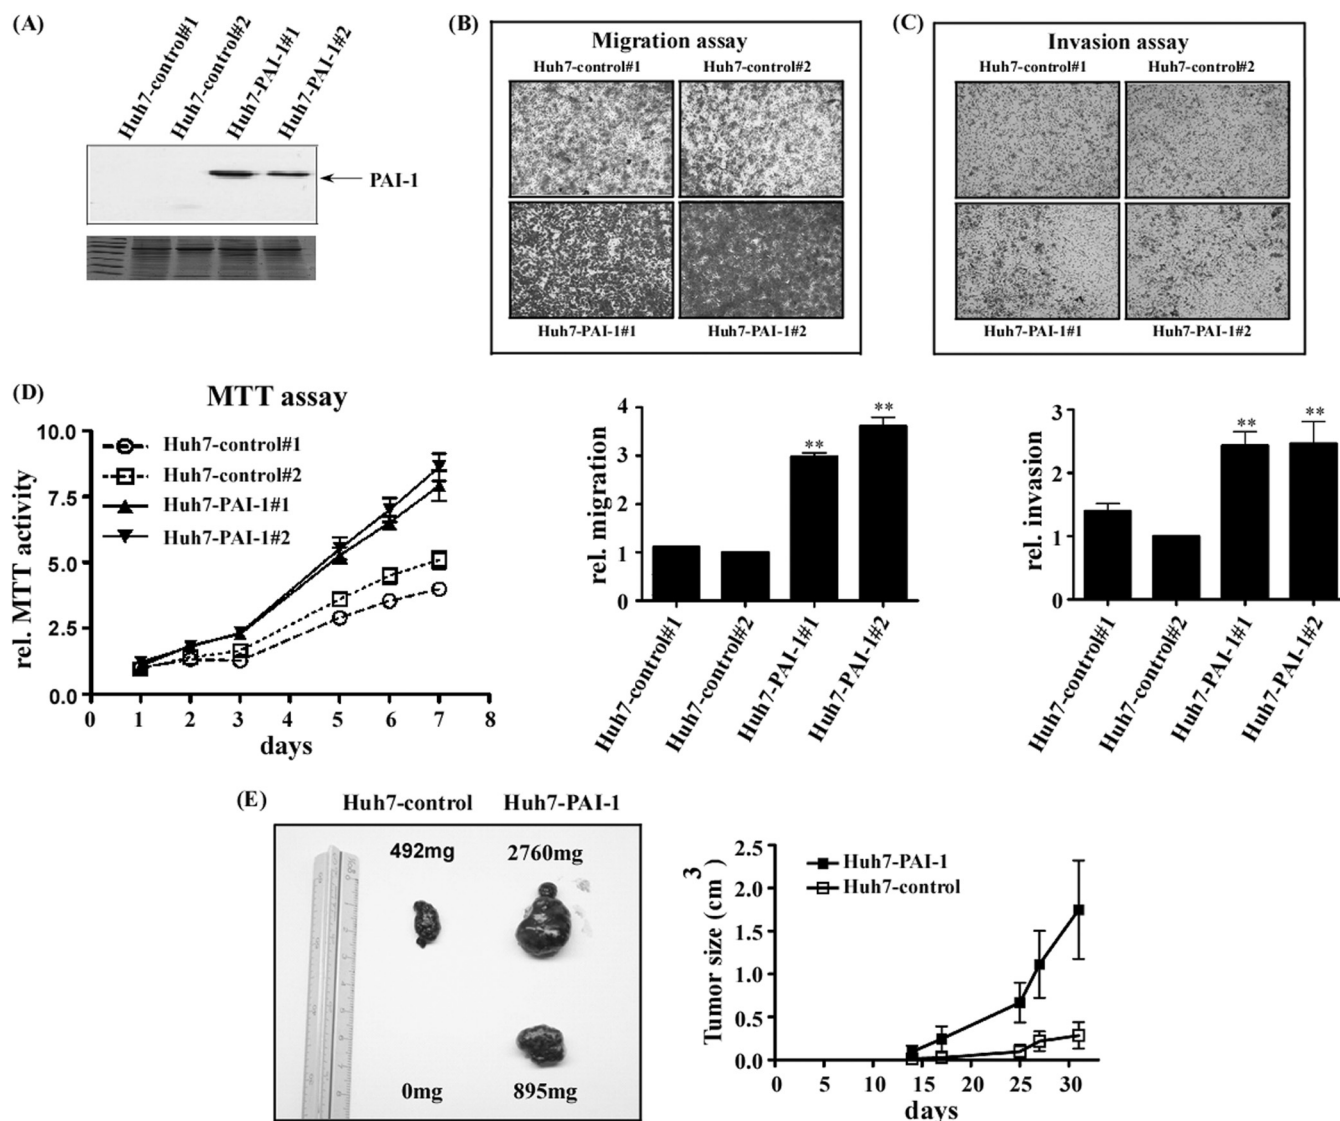 (A)
Huh7-control#1
Huh7-control#2
Huh7-PAI-1#1
Huh7-PAI-1#2
PAI-1
(B)
Migration assay
Huh7-control#1
Huh7-control#2
Huh7-PAI-1#1
Huh7-PAI-1#2
(C)
Invasion assay
Huh7-control#1
Huh7-control#2
Huh7-PAI-1#1
Huh7-PAI-1#2
(D)
MTT assay
Huh7-control#1
Huh7-control#2
Huh7-PAI-1#1
Huh7-PAI-1#2
rel. MTT activity
10.0
7.5
5.0
2.5
0.0
0 1 2 3 4 5 6 7 8
days
rel. migration
4
3
2
1
0
**
**
Huh7-control#1
Huh7-control#2
Huh7-PAI-1#1
Huh7-PAI-1#2
rel. invasion
3
2
1
0
**
**
Huh7-control#1
Huh7-control#2
Huh7-PAI-1#1
Huh7-PAI-1#2
(E)
Huh7-control Huh7-PAI-1
492mg 2760mg
0mg 895mg
Tumor size (cm3)
2.5
2.0
1.5
1.0
0.5
0.0
Huh7-PAI-1
Huh7-control
0 5 10 15 20 25 30
days